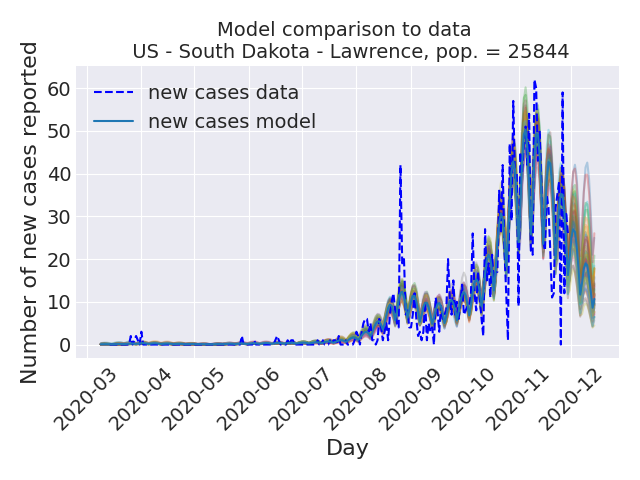 Model comparison to data
US - South Dakota - Lawrence, pop. = 25844
Number of new cases reported
60
50
40
30
20
10
0
new cases data
new cases model
2020-03
2020-04
2020-05
2020-06
2020-07
2020-08
2020-09
2020-10
2020-11
2020-12
Day